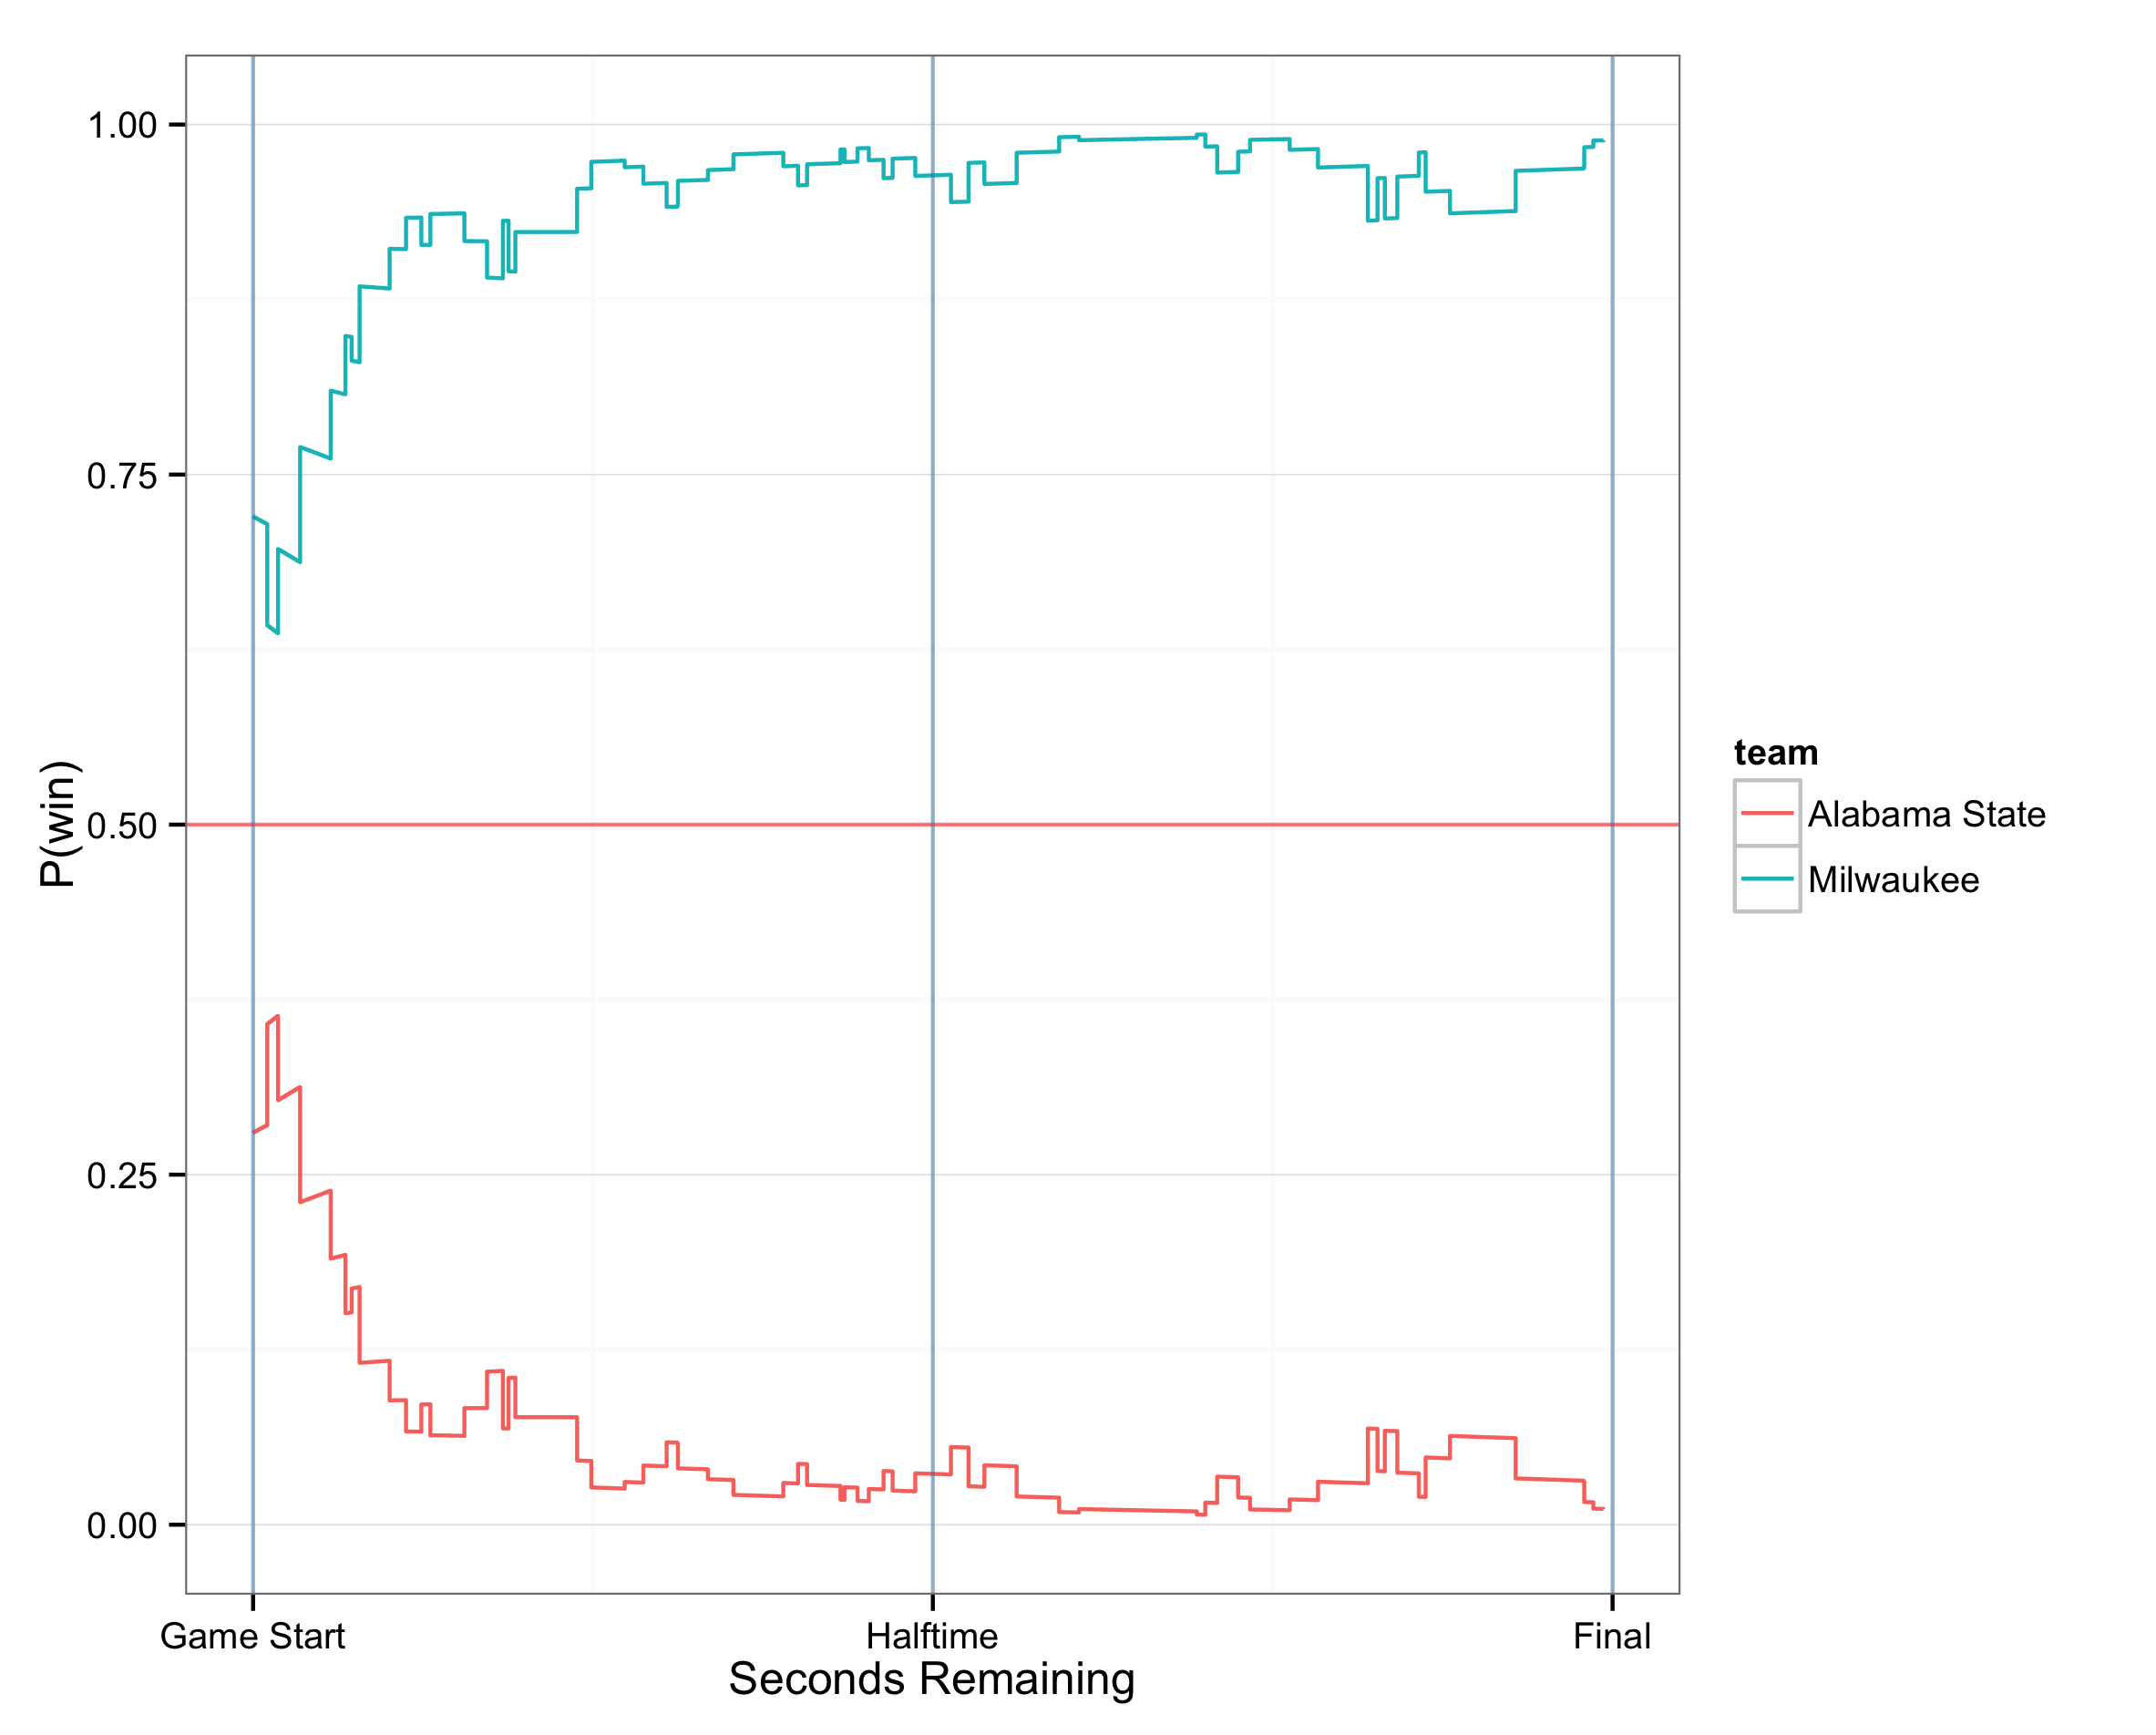 1.00
0.75
0.50
0.25
0.00
P(win)
Game Start
Halftime
Final
Seconds Remaining
team
Alabama State
Milwaukee